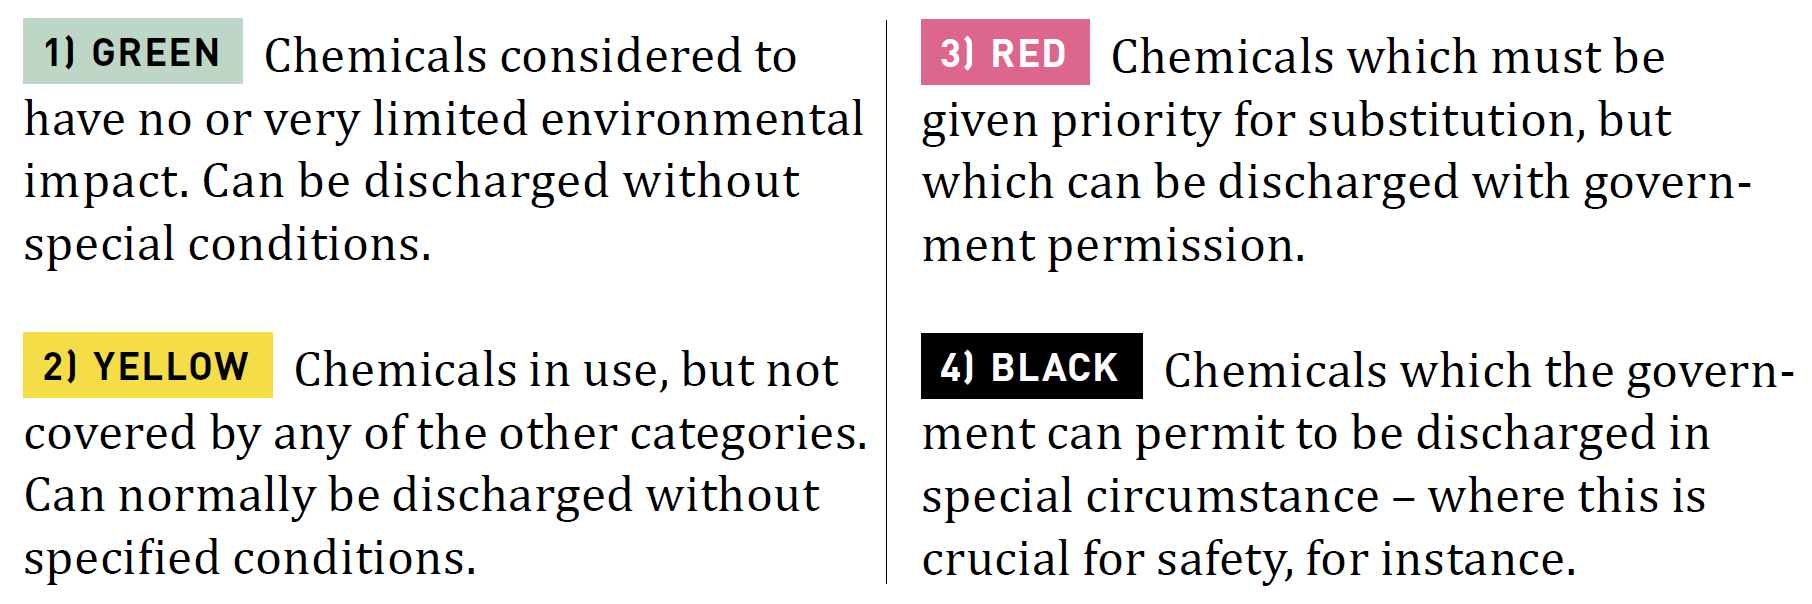 1) GREEN Chemicals considered to
have no or very limited environmental
impact. Can be discharged without
special conditions.
2) YELLOW Chemicals in use, but not
covered by any of the other categories.
Can normally be discharged without
specified conditions.
3) RED Chemicals which must be
given priority for substitution, but
which can be discharged with govern-
ment permission.
4) BLACK Chemicals which the govern-
ment can permit to be discharged in
special circumstance – where this is
crucial for safety, for instance.